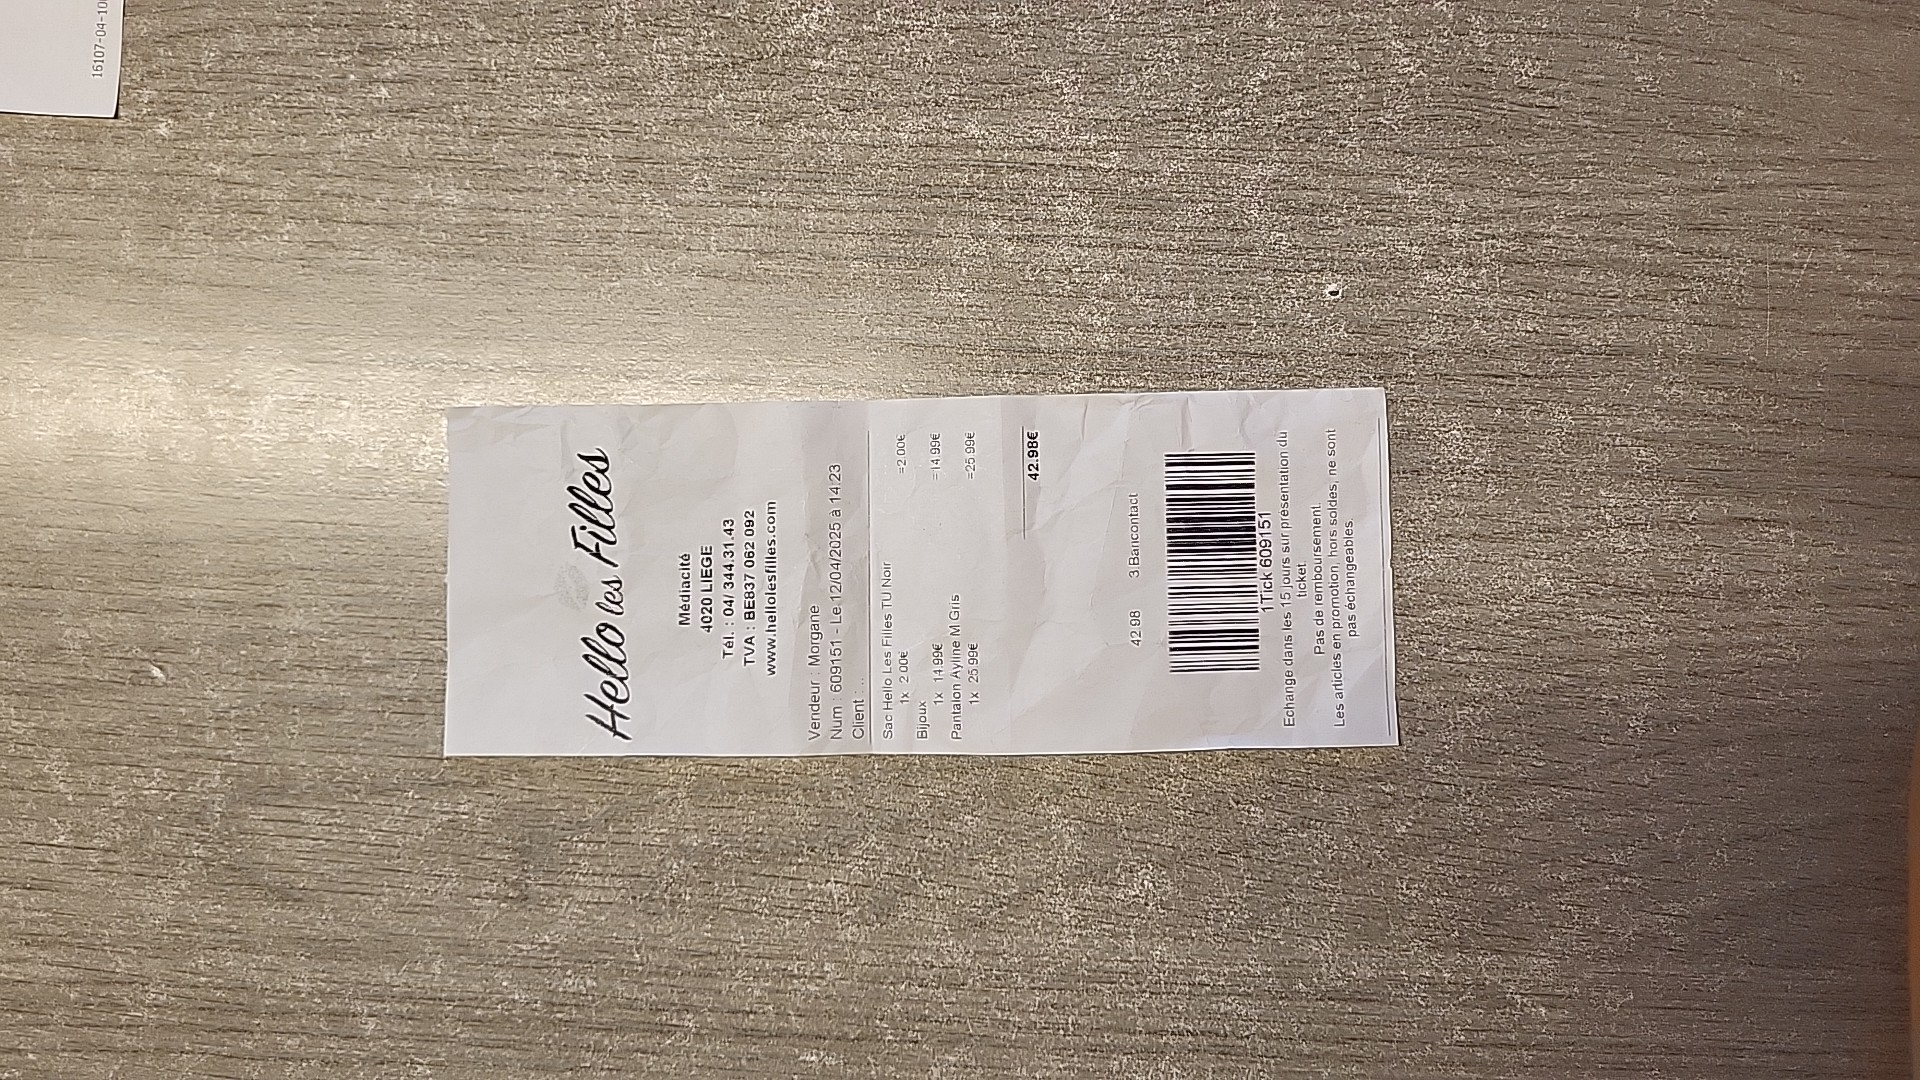 16107-04-10
Hello les Filles
Médiacité
4020 LIEGE
Tél. : 04/ 344.31.43
TVA : BE837 062 092
www.hellolesfilles.com
Vendeur : Morgane
Num : 609151 - Le 12/04/2025 à 14:23
Client : ..
Sac Hello Les Filles TU Noir
1x 2.00€ =2.00€
Bijoux
1x 14.99€ =14.99€
Pantalon Ayline M Gris
1x 25.99€ =25.99€
42.98€
42.98 3 Bancontact
1Tick 609151
Echange dans les 15 jours sur présentation du
ticket.
Pas de remboursement.
Les articles en promotion, hors soldes, ne sont
pas échangeables.